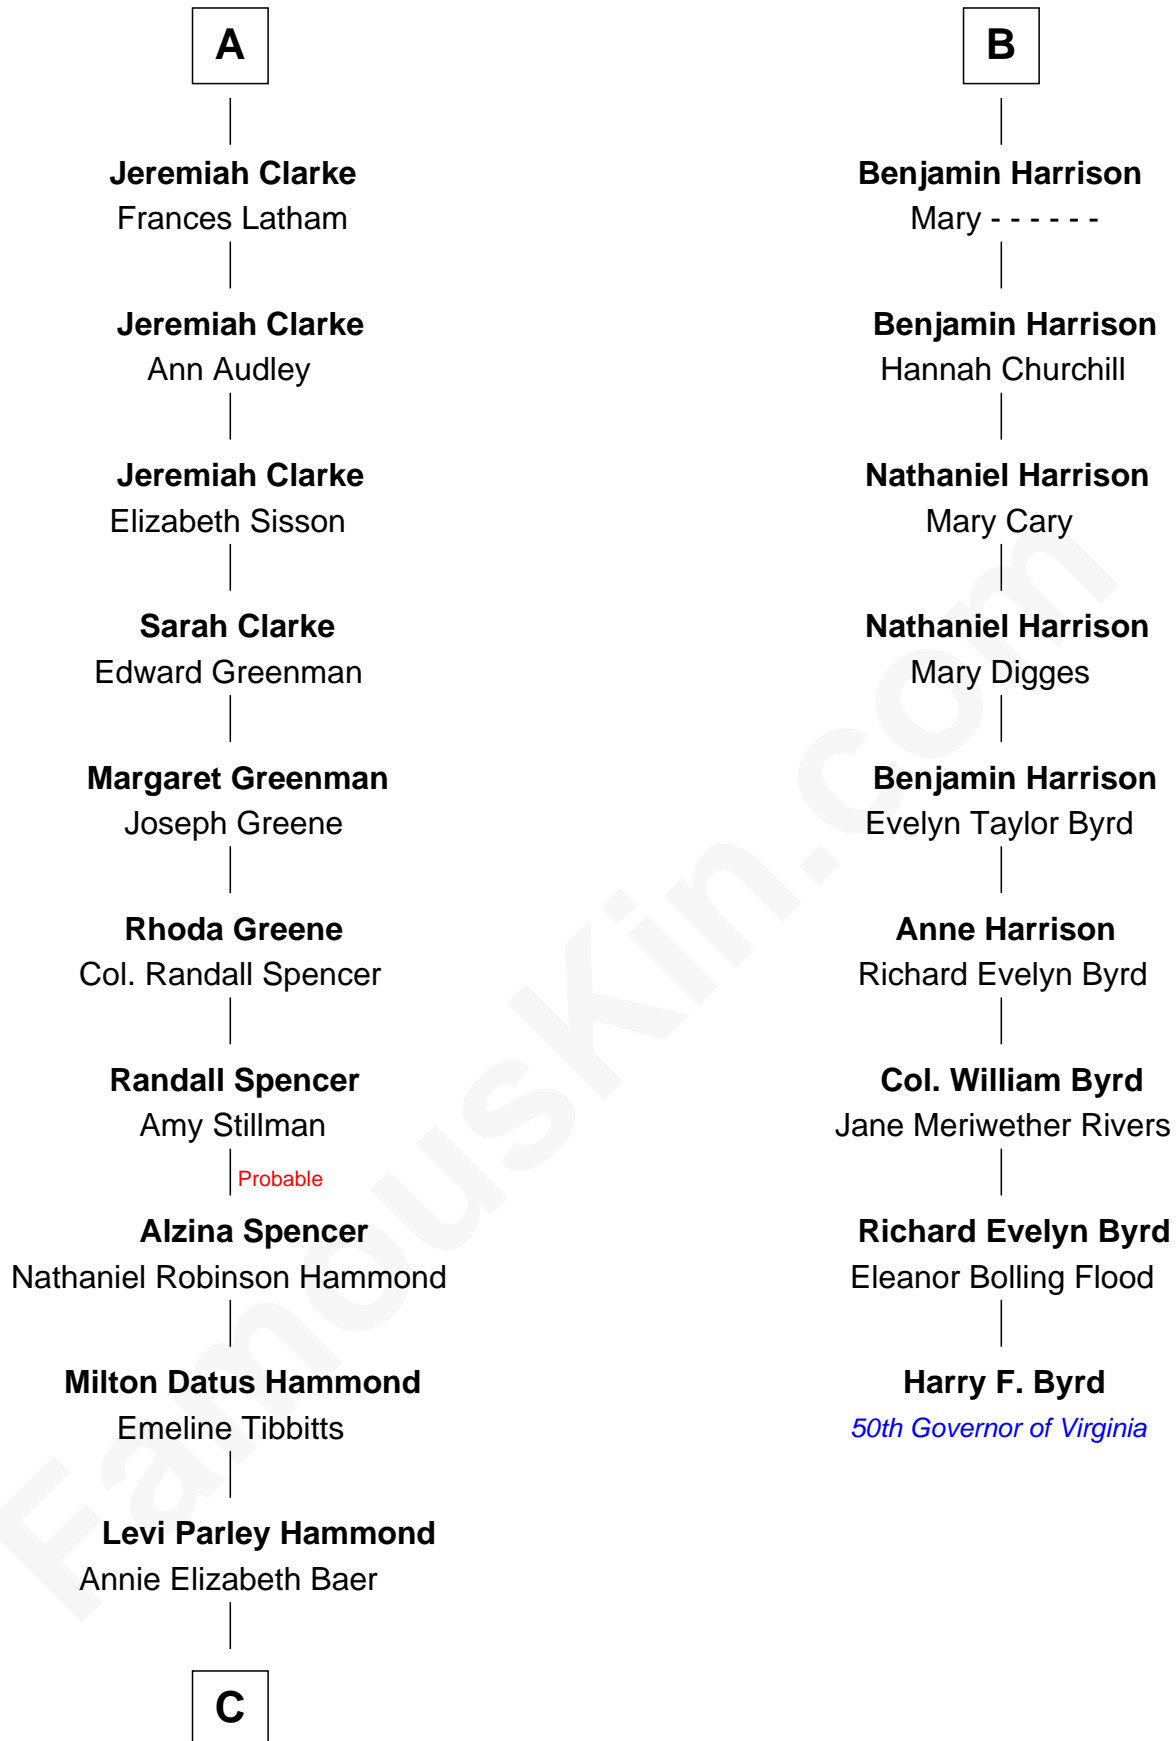 A
Jeremiah Clarke
Frances Latham
Jeremiah Clarke
Ann Audley
Jeremiah Clarke
Elizabeth Sisson
Sarah Clarke
Edward Greenman
Margaret Greenman
Joseph Greene
Rhoda Greene
Col. Randall Spencer
Randall Spencer
Amy Stillman
Probable
Alzina Spencer
Nathaniel Robinson Hammond
Milton Datus Hammond
Emeline Tibbitts
Levi Parley Hammond
Annie Elizabeth Baer
C
B
Benjamin Harrison
Mary - - - - - -
Benjamin Harrison
Hannah Churchill
Nathaniel Harrison
Mary Cary
Nathaniel Harrison
Mary Digges
Benjamin Harrison
Evelyn Taylor Byrd
Anne Harrison
Richard Evelyn Byrd
Col. William Byrd
Jane Meriwether Rivers
Richard Evelyn Byrd
Eleanor Bolling Flood
Harry F. Byrd
50th Governor of Virginia
FamousKin.com